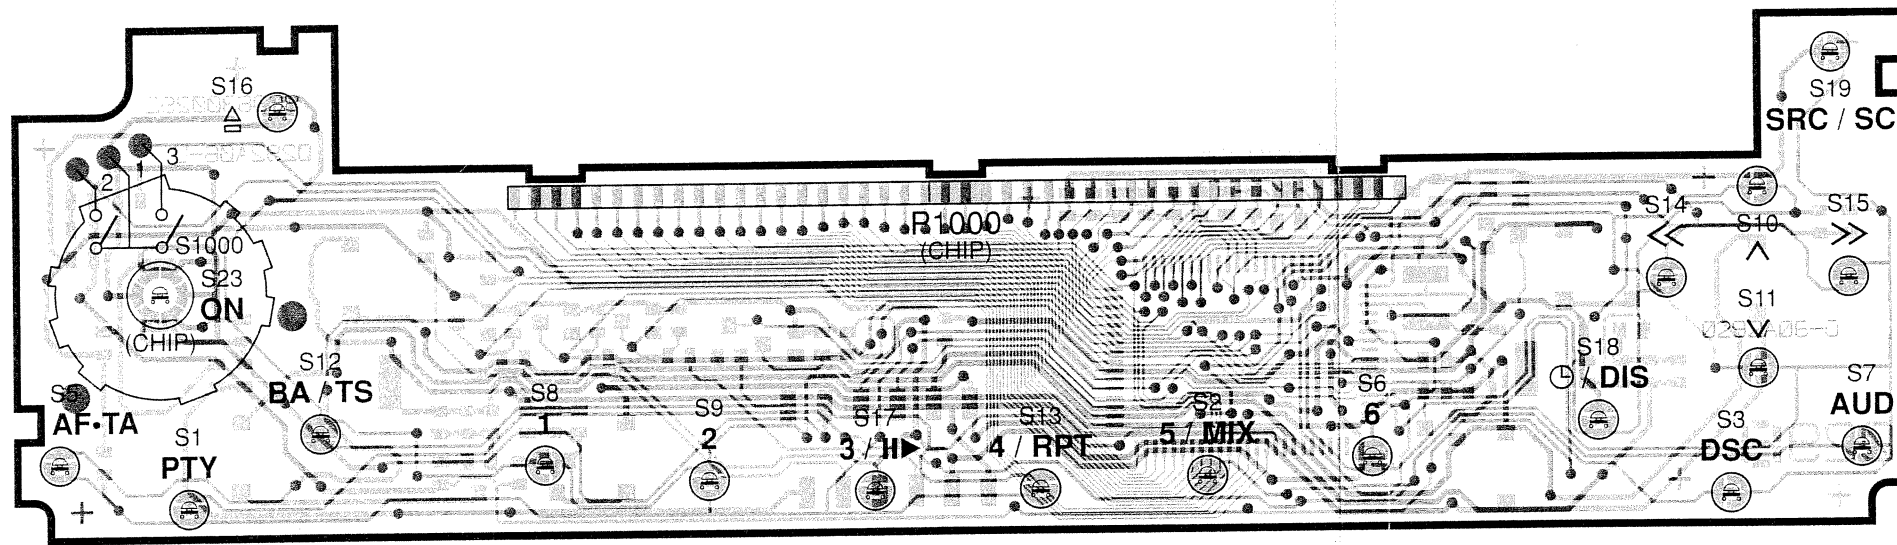 S16
S19
SRC / SC
3
1
2
S1000
S23
ON
(CHIP)
R1000
(CHIP)
S14
S10
S15
S11
S12
BA / TS
S18
/ DIS
AF•TA
S1
PTY
S8
1
S9
2
S17
3 /
S13
4 / RPT
S2
5 / MIX
S6
6
S3
DSC
S7
AUD